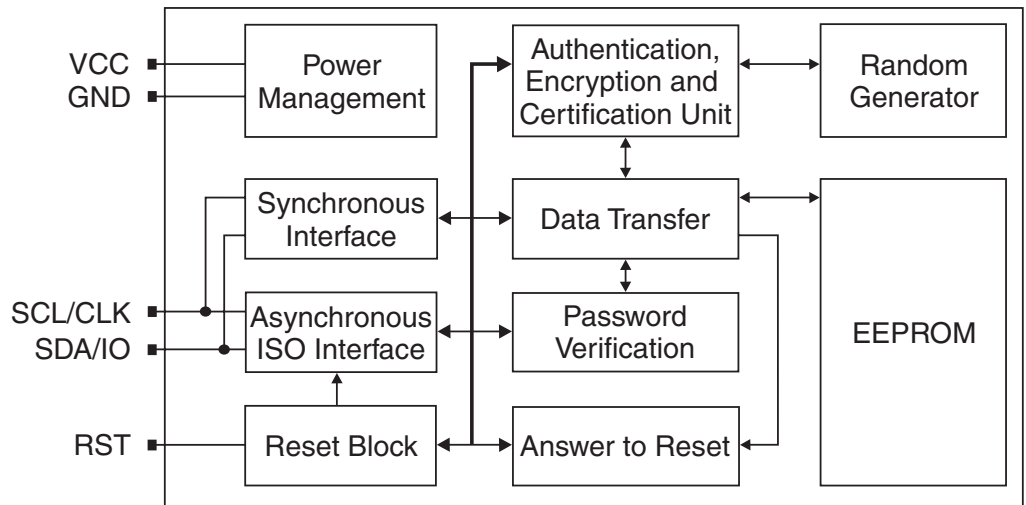 VCC
GND
Power
Management
Authentication,
Encryption and
Certification Unit
Random
Generator
Synchronous
Interface
Data Transfer
SCL/CLK
SDA/IO
Asynchronous
ISO Interface
Password
Verification
EEPROM
RST
Reset Block
Answer to Reset